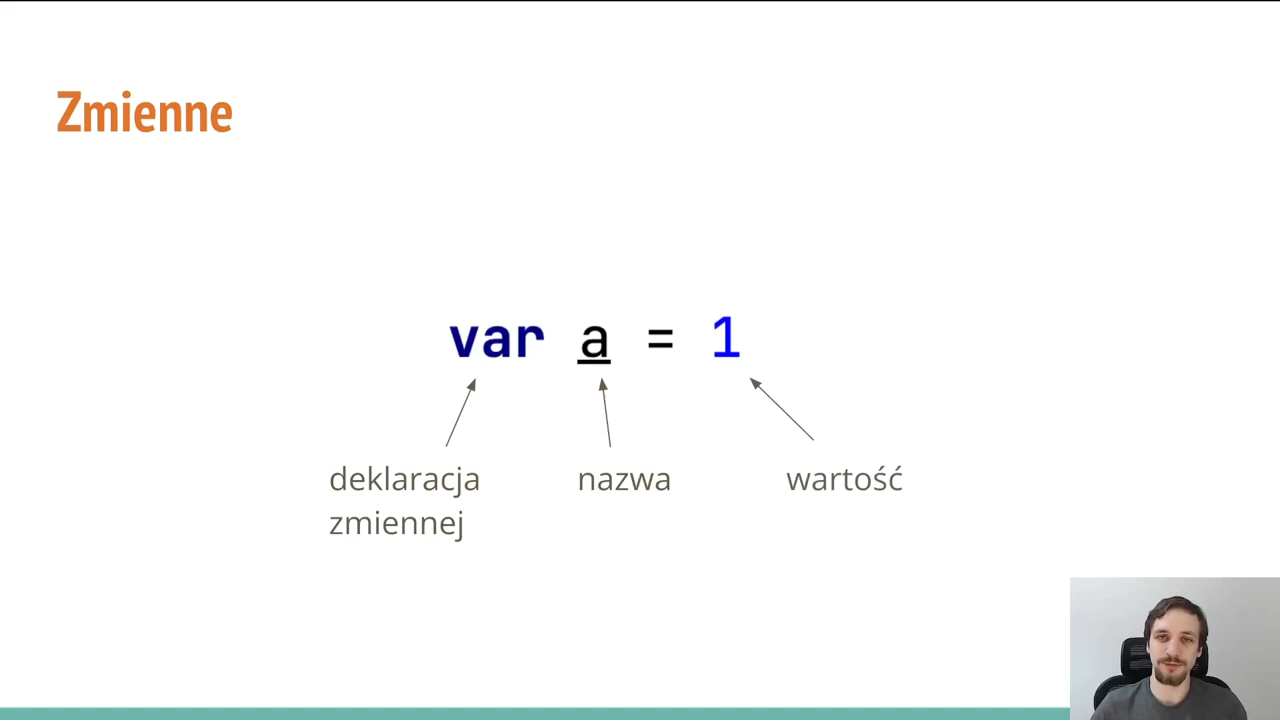 Zmienne
var a = 1
deklaracja zmiennej
nazwa
wartość